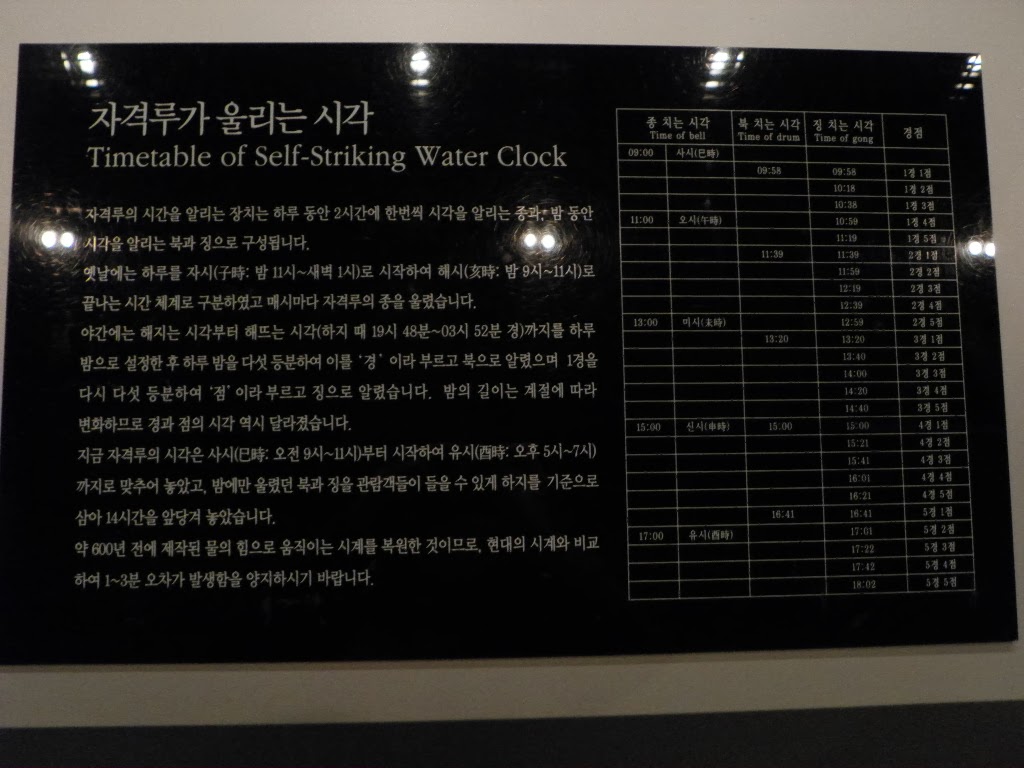 자격루가 울리는 시각
Timetable of Self-Striking Water Clock
자격루의 시간을 알리는 장치는 하루 동안 2시간에 한번씩 시각을 알리는 종과, 밤 동안
시각을 알리는 북과 징으로 구성됩니다.
옛날에는 하루를 자시(子時: 밤 11시~새벽 1시)로 시작하여 해시(亥時: 밤 9시~11시)로
끝나는 시간 체계로 구분하였고 매시마다 자격루의 종을 울렸습니다.
야간에는 해지는 시각부터 해뜨는 시각(하지 때 19시 48분~03시 52분 경)까지를 하루
밤으로 설정한 후 하루 밤을 다섯 등분하여 이를 '경' 이라 부르고 북으로 알렸으며 1경을
다시 다섯 등분하여 '점' 이라 부르고 징으로 알렸습니다. 밤의 길이는 계절에 따라
변화하므로 경과 점의 시각 역시 달라졌습니다.
지금 자격루의 시각은 사시(巳時: 오전 9시~11시)부터 시작하여 유시(酉時: 오후 5시~7시)
까지로 맞추어 놓았고, 밤에만 울렸던 북과 징을 관람객들이 들을 수 있게 하지를 기준으로
삼아 14시간을 앞당겨 놓았습니다.
약 600년 전에 제작된 물의 힘으로 움직이는 시계를 복원한 것이므로, 현대의 시계와 비교
하여 1~3분 오차가 발생함을 양지하시기 바랍니다.
종 치는 시각 북 치는 시각 징 치는 시각 경점
Time of bell Time of drum Time of gong
09:00 사시(巳時)
09:58 09:58 1경 1점
10:18 1경 2점
10:38 1경 3점
11:00 오시(午時) 10:59 1경 4점
11:19 1경 5점
11:39 11:39 2경 1점
11:59 2경 2점
12:19 2경 3점
12:39 2경 4점
13:00 미시(未時) 12:59 2경 5점
13:20 13:20 3경 1점
13:40 3경 2점
14:00 3경 3점
14:20 3경 4점
14:40 3경 5점
15:00 신시(申時) 15:00 15:00 4경 1점
15:21 4경 2점
15:41 4경 3점
16:01 4경 4점
16:21 4경 5점
16:41 16:41 5경 1점
17:00 유시(酉時) 17:01 5경 2점
17:22 5경 3점
17:42 5경 4점
18:02 5경 5점